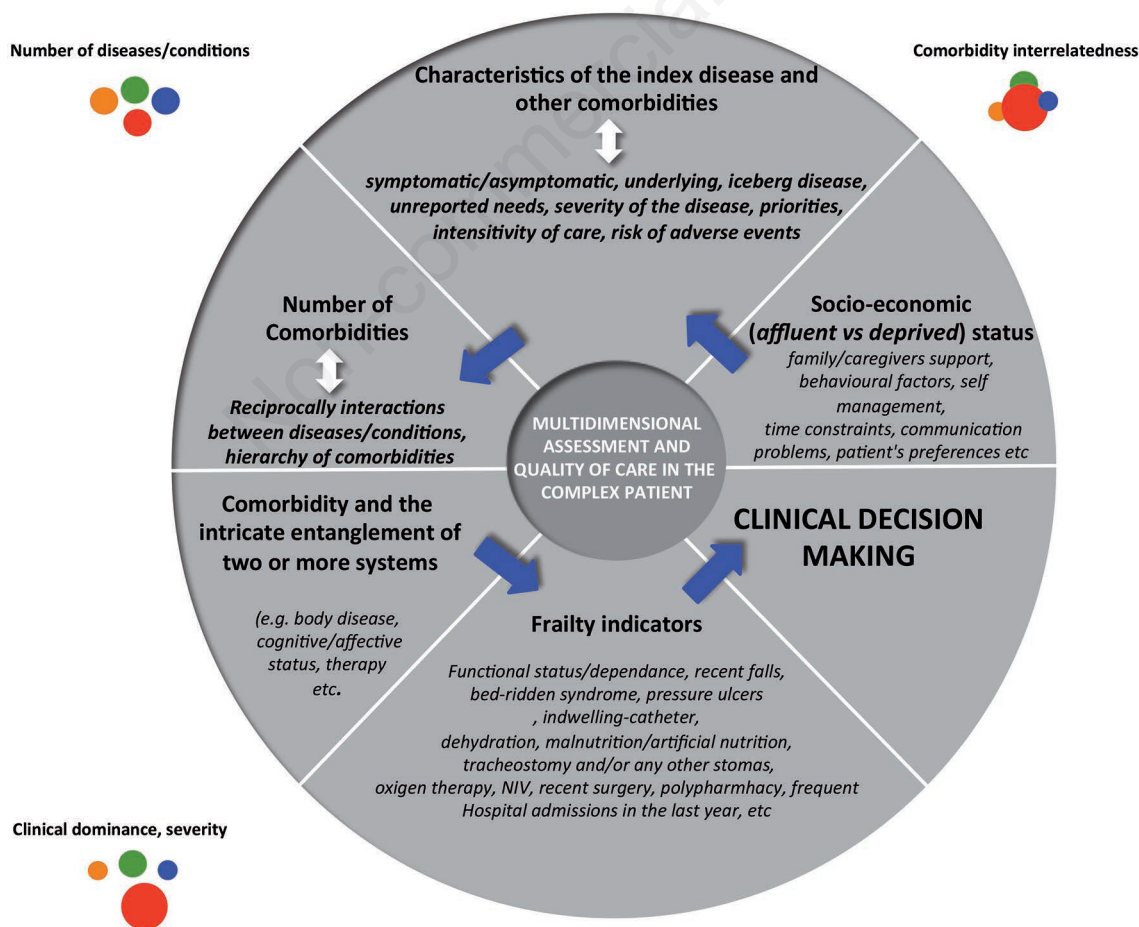 Number of diseases/conditions
Comorbidity interrelatedness
Characteristics of the index disease and
other comorbidities
symptomatic/asymptomatic, underlying, iceberg disease,
unreported needs, severity of the disease, priorities,
intensitivity of care, risk of adverse events
Number of
Comorbidities
Reciprocally interactions
between diseases/conditions,
hierarchy of comorbidities
Socio-economic
(affluent vs deprived) status
family/caregivers support,
behavioural factors, self
management,
time constraints, communication
problems, patient's preferences etc
MULTIDIMENSIONAL
ASSESSMENT AND
QUALITY OF CARE IN THE
COMPLEX PATIENT
Comorbidity and the
intricate entanglement of
two or more systems
(e.g. body disease,
cognitive/affective
status, therapy
etc.
CLINICAL DECISION
MAKING
Frailty indicators
Functional status/dependance, recent falls,
bed-ridden syndrome, pressure ulcers
, indwelling-catheter,
dehydration, malnutrition/artificial nutrition,
tracheostomy and/or any other stomas,
oxigen therapy, NIV, recent surgery, polypharmhacy, frequent
Hospital admissions in the last year, etc
Clinical dominance, severity